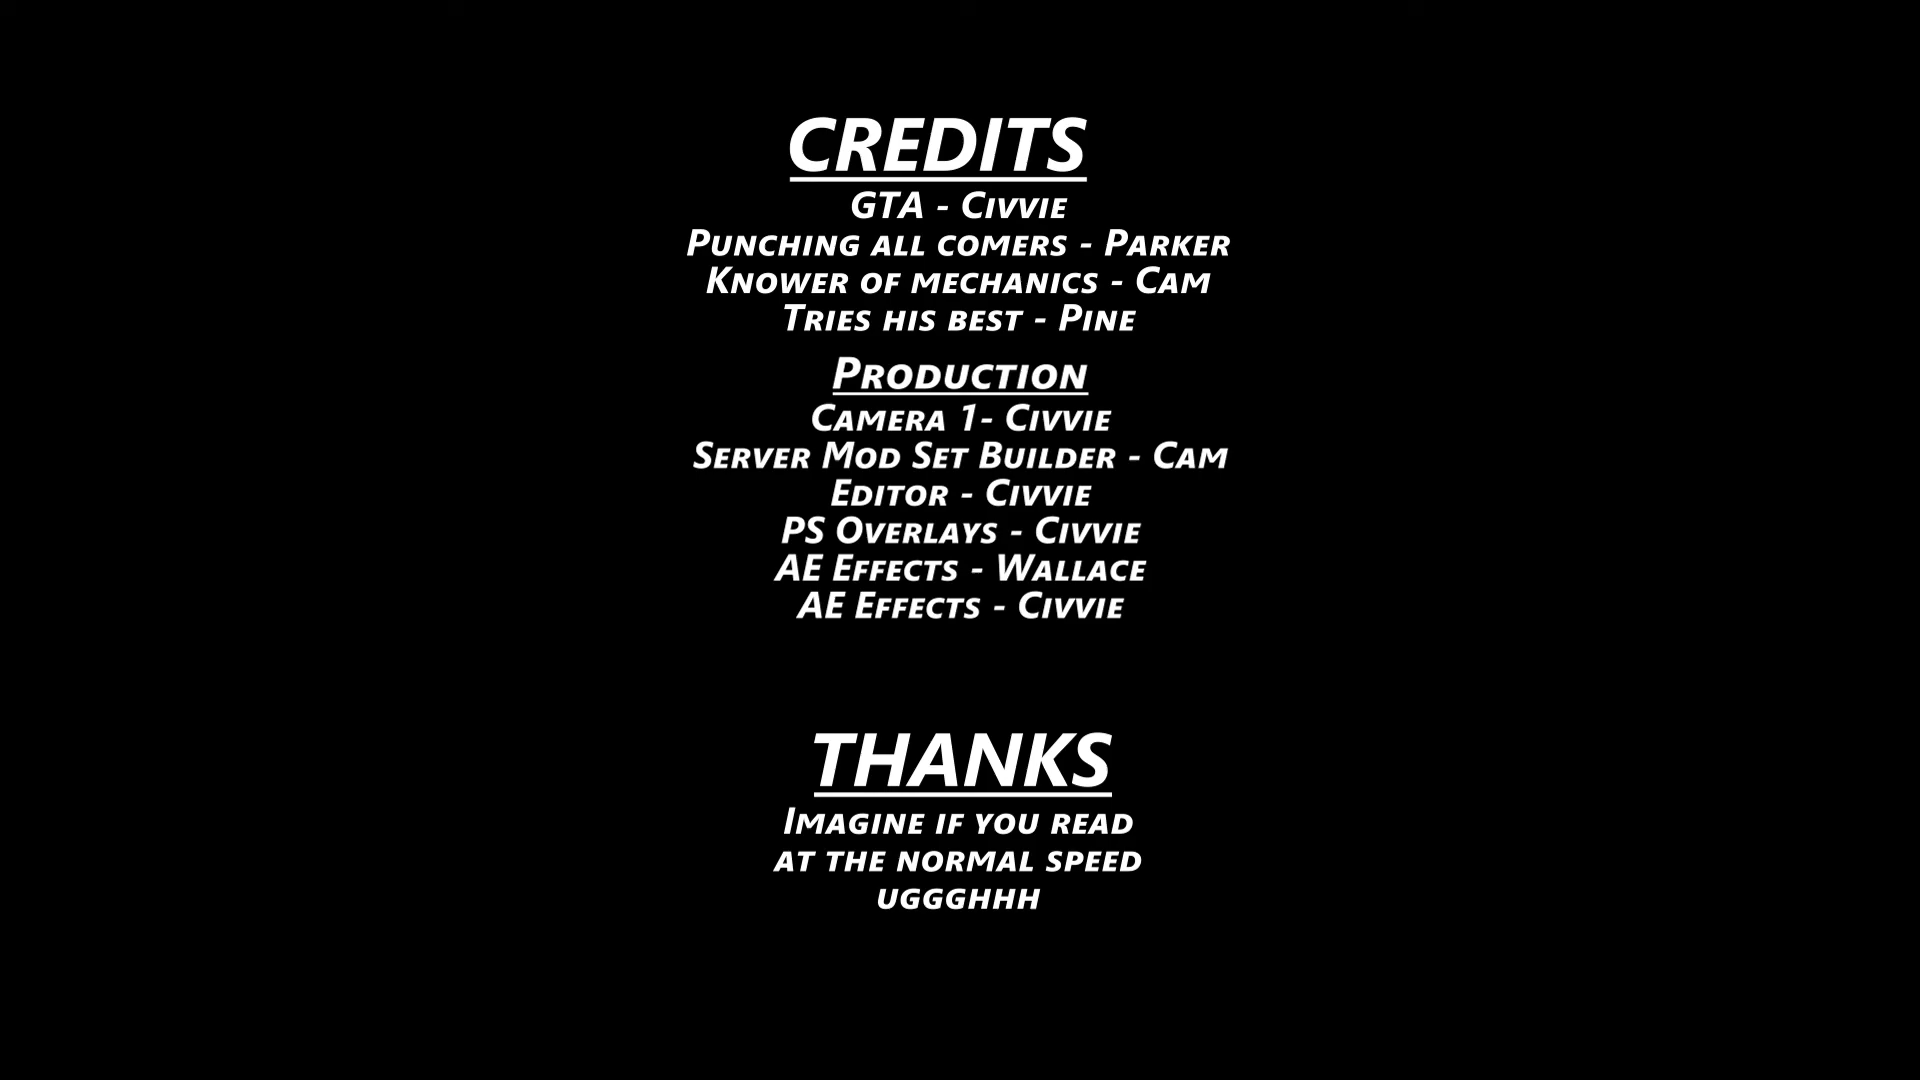 CREDITS
GTA - Civvie
Punching all comers - Parker
Knower of mechanics - Cam
Tries his best - Pine
Production
Camera 1- Civvie
Server Mod Set Builder - Cam
Editor - Civvie
PS Overlays - Civvie
AE Effects - Wallace
AE Effects - Civvie
THANKS
Imagine if you read
at the normal speed
uggghhh